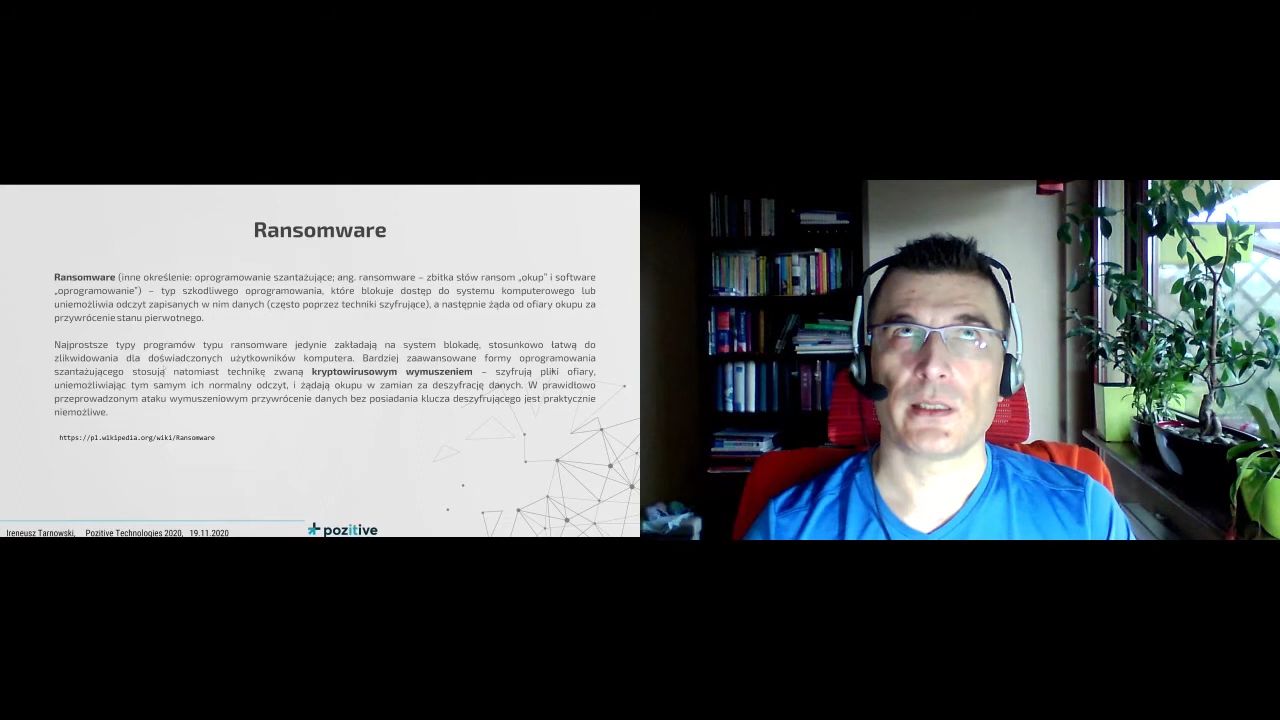 Ransomware
Ransomware (inne określenie: oprogramowanie szantażujące; ang. ransomware – zbitka słów ransom „okup” i software
„oprogramowanie”) – typ szkodliwego oprogramowania, które blokuje dostęp do systemu komputerowego lub
uniemożliwia odczyt zapisanych w nim danych (często poprzez techniki szyfrujące), a następnie żąda od ofiary okupu za
przywrócenie stanu pierwotnego.
Najprostsze typy programów typu ransomware jedynie zakładają na system blokadę, stosunkowo łatwą do
zlikwidowania dla doświadczonych użytkowników komputera. Bardziej zaawansowane formy oprogramowania
szantażującego stosują natomiast technikę zwaną kryptowirusowym wymuszeniem – szyfrują pliki ofiary,
uniemożliwiając tym samym ich normalny odczyt, i żądają okupu w zamian za deszyfrację danych. W prawidłowo
przeprowadzonym ataku wymuszeniowym przywrócenie danych bez posiadania klucza deszyfrującego jest praktycznie
niemożliwe.
https://pl.wikipedia.org/wiki/Ransomware
Ireneusz Tarnowski, Pozitive Technologies 2020, 19.11.2020
pozitive